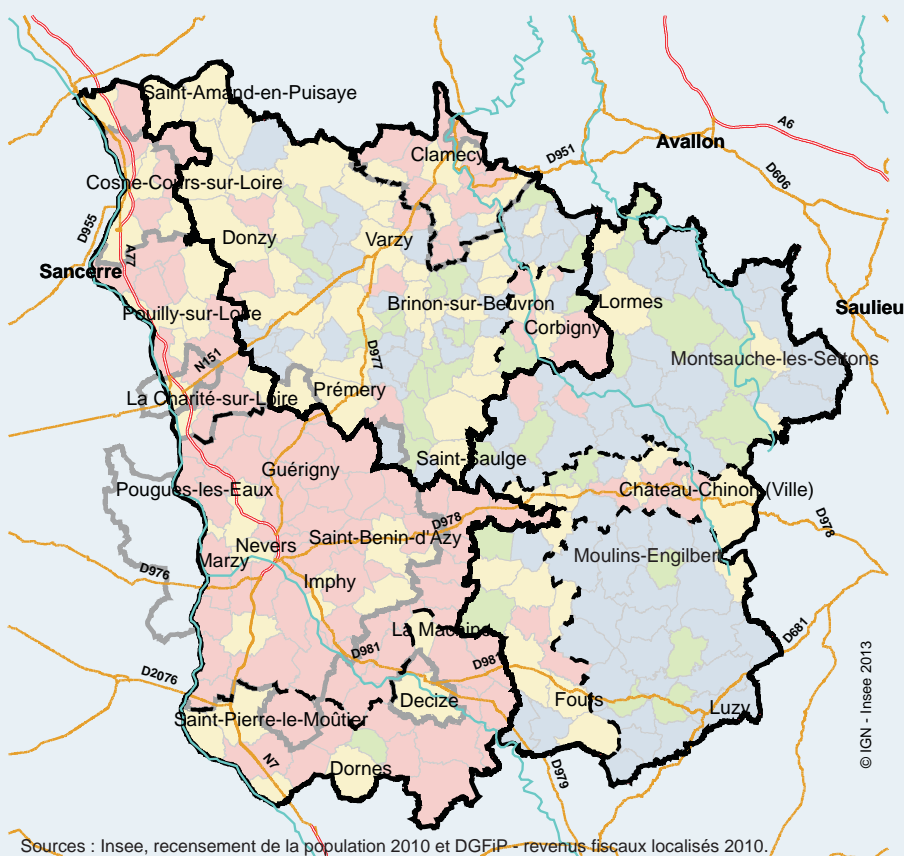 Saint-Amand-en-Puisaye
A6
Clamecy
D951
Avallon
D606
Cosne-Cours-sur-Loire
D955
Donzy
Varzy
A77
Sancerre
Brinon-sur-Beuvron
Lormes
Saulieu
Pouilly-sur-Loire
Corbigny
N151
D977
Montsauche-les-Settons
La Charité-sur-Loire
Prémery
Saint-Saulge
Guérigny
Pougues-les-Eaux
Château-Chinon (Ville)
D978
D978
Saint-Benin-d'Azy
Nevers
Marzy
Moulins-Engilbert
D976
Imphy
La Machine
D681
D981
D981
D2076
Decize
Fours
Luzy
Saint-Pierre-le-Moûtier
N7
Dornes
D979
© IGN - Insee 2013
Sources : Insee, recensement de la population 2010 et DGFiP - revenus fiscaux localisés 2010.